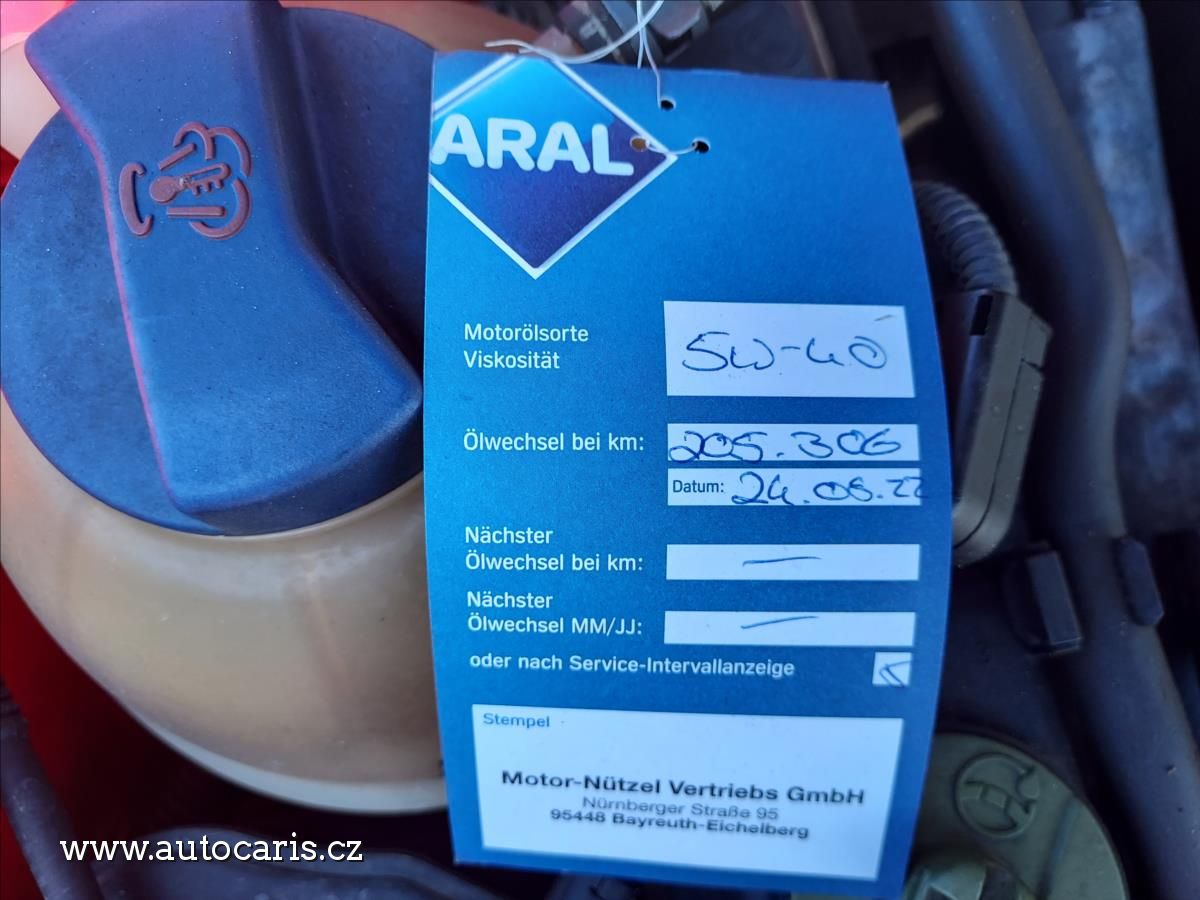 ARAL
Motorölsorte
Viskosität
5W-40
Ölwechsel bei km: 205.306
Datum: 24.05.22
Nächster
Ölwechsel bei km: —
Nächster
Ölwechsel MM/JJ: —
oder nach Service-Intervallanzeige
Stempel
Motor-Nützel Vertriebs GmbH
Nürnberger Straße 95
95448 Bayreuth-Eichelberg
www.autocaris.cz